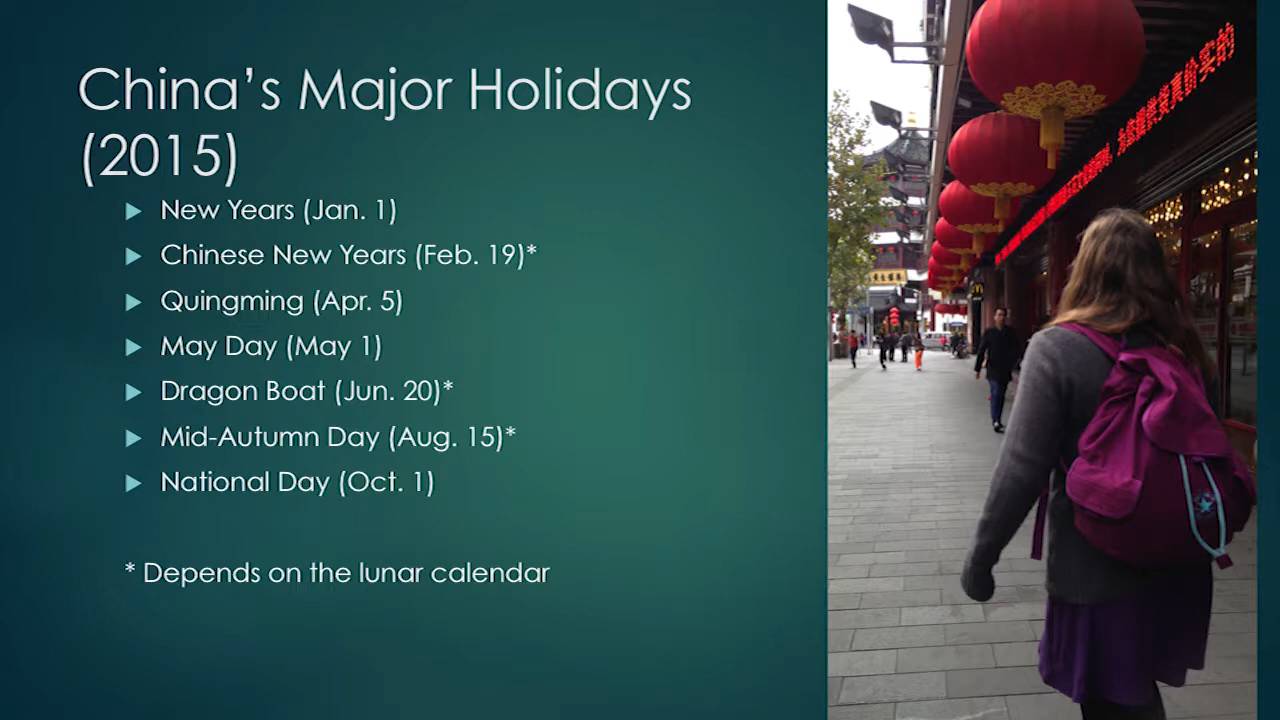 China’s Major Holidays
(2015)
New Years (Jan. 1)
Chinese New Years (Feb. 19)*
Quingming (Apr. 5)
May Day (May 1)
Dragon Boat (Jun. 20)*
Mid-Autumn Day (Aug. 15)*
National Day (Oct. 1)
* Depends on the lunar calendar